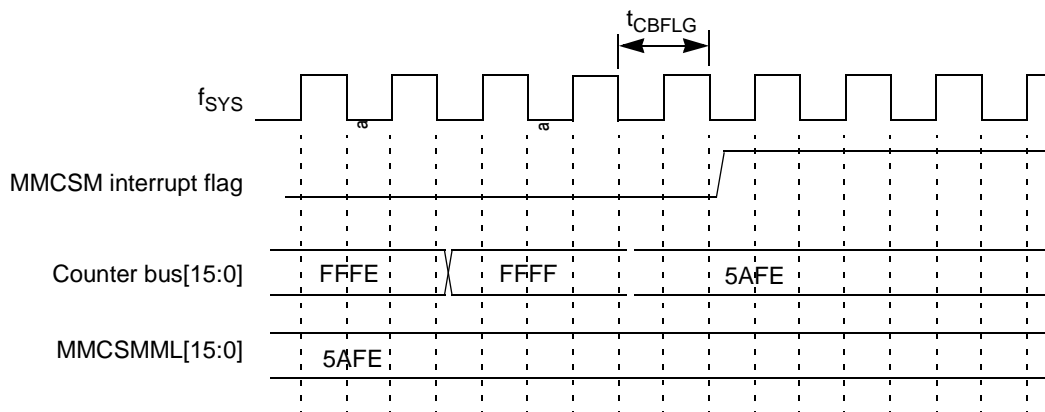 tCBFLG
fSYS
a a
MMCSM interrupt flag
Counter bus[15:0] FFFE FFFF 5AFE
MMCSMML[15:0] 5AFE